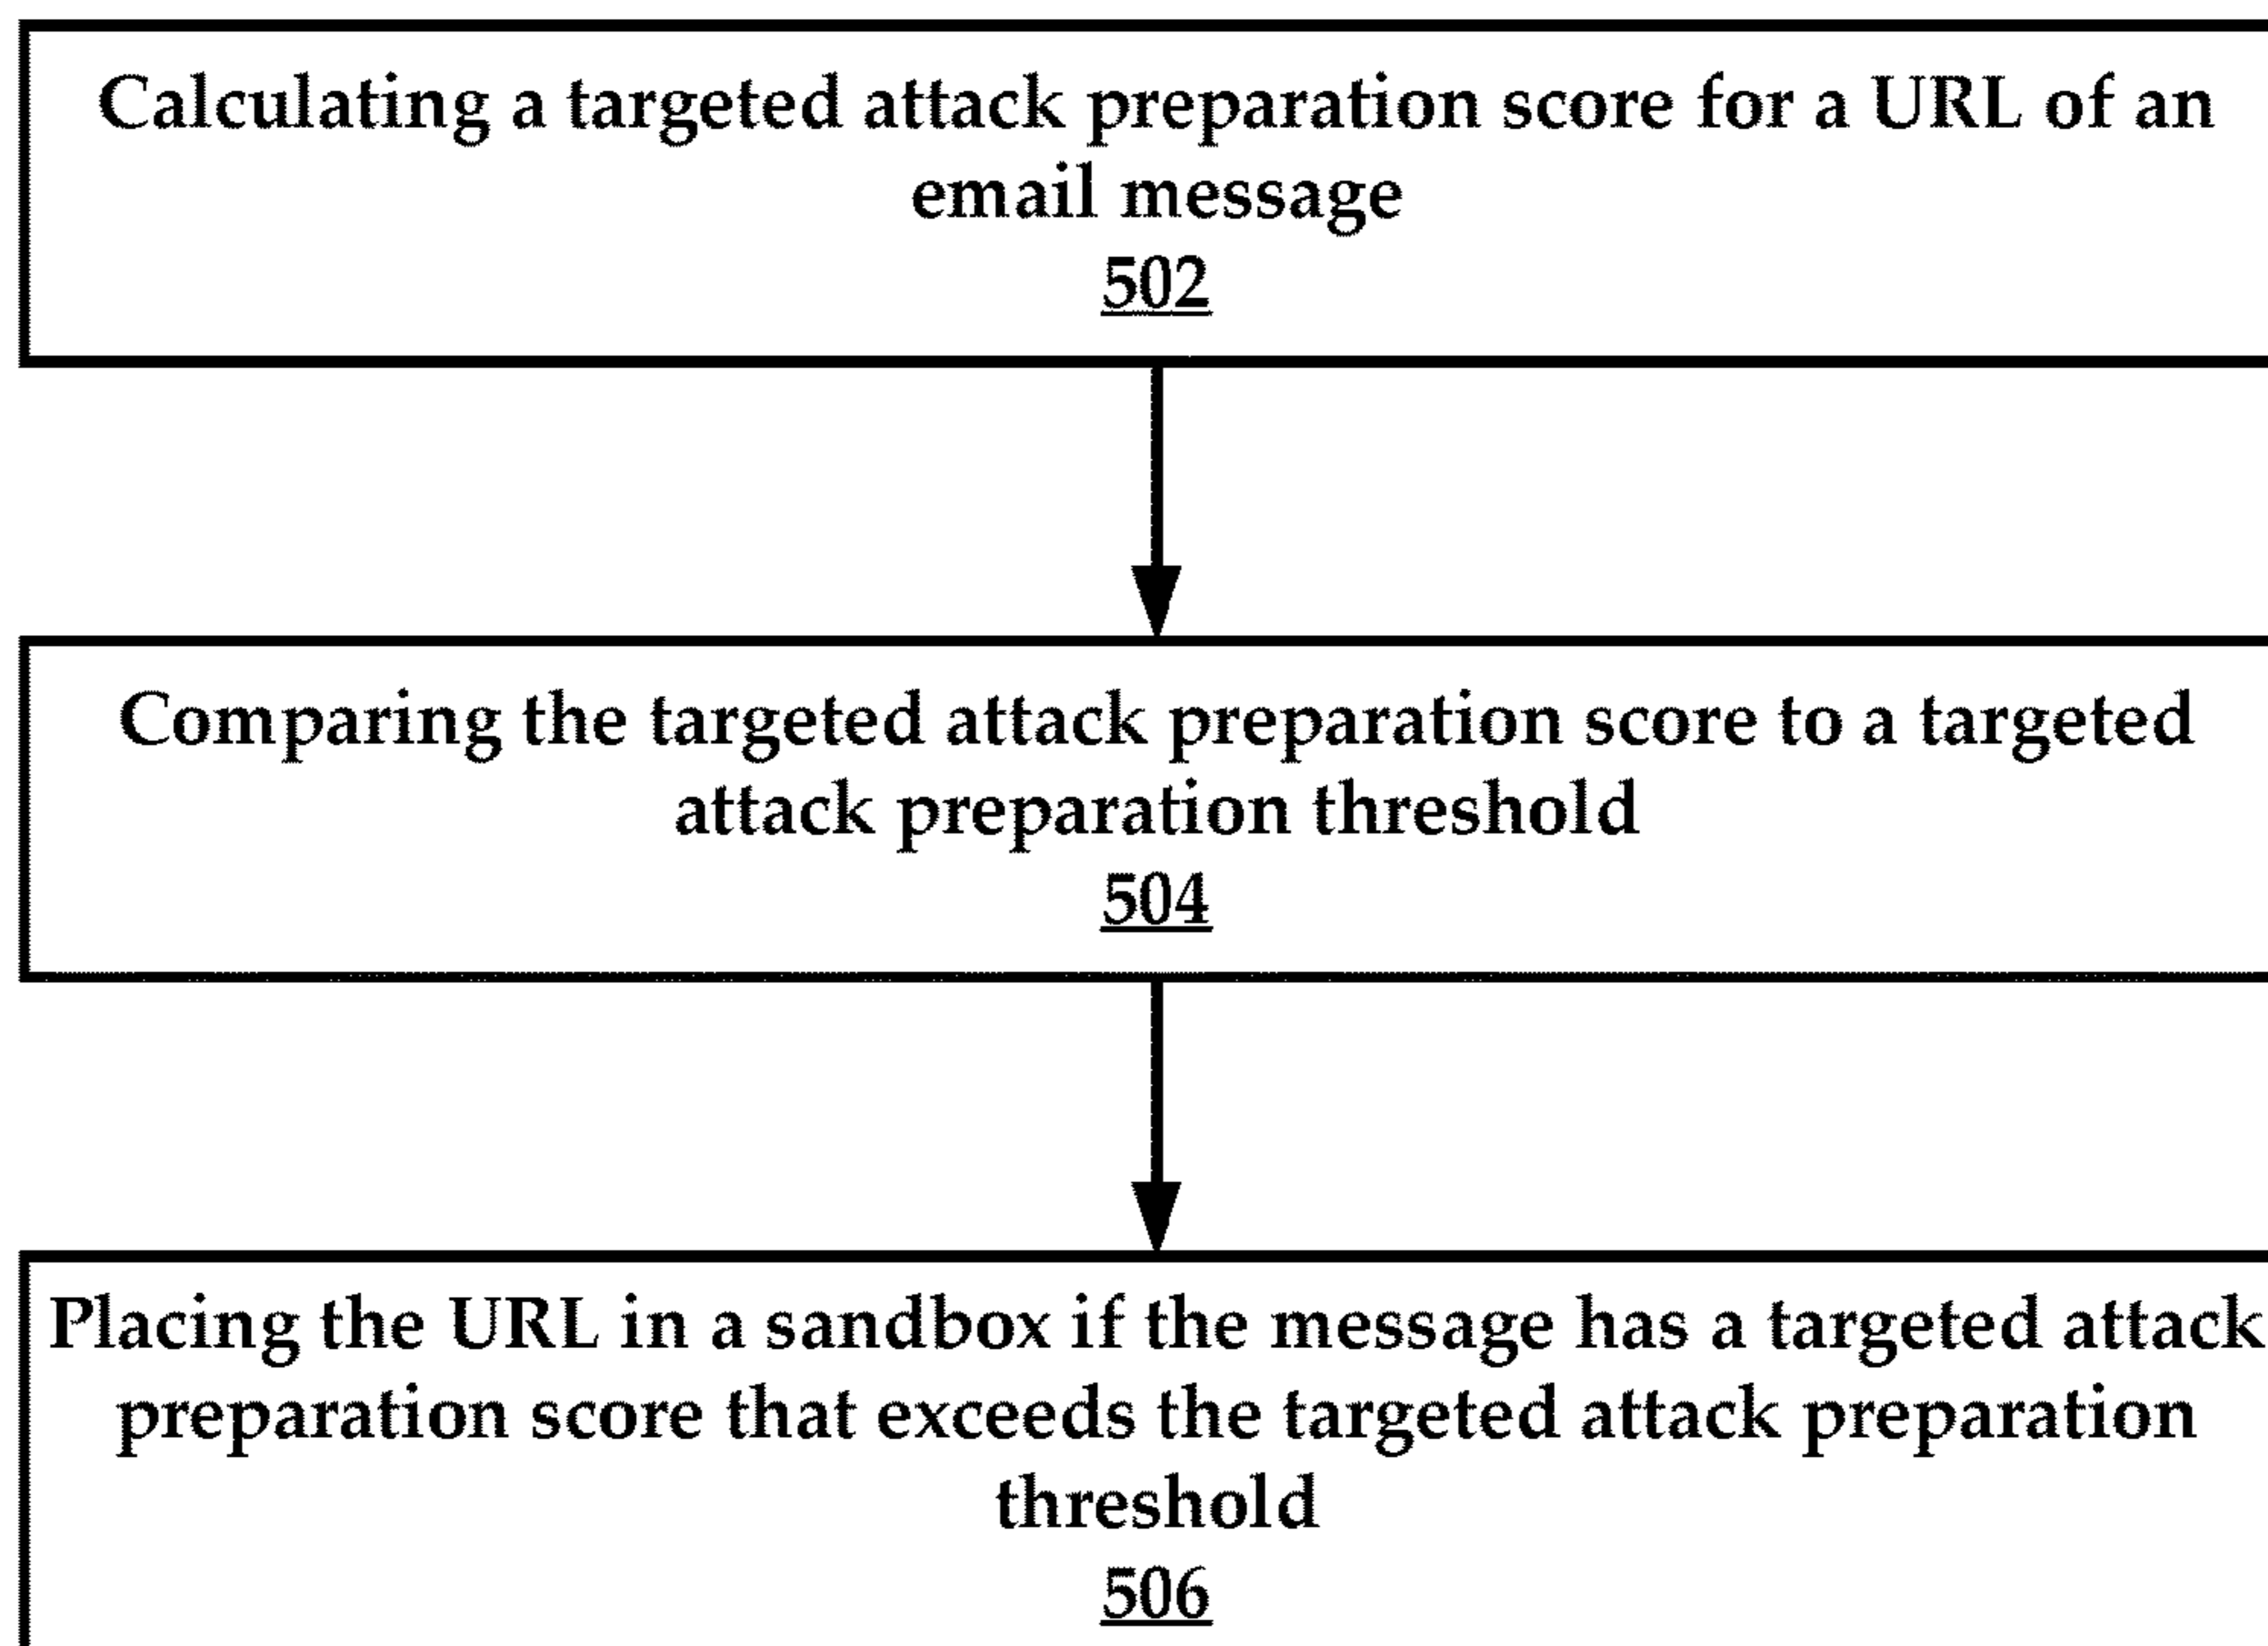 Calculating a targeted attack preparation score for a URL of an
email message
502
Comparing the targeted attack preparation score to a targeted
attack preparation threshold
504
Placing the URL in a sandbox if the message has a targeted attack
preparation score that exceeds the targeted attack preparation
threshold
506